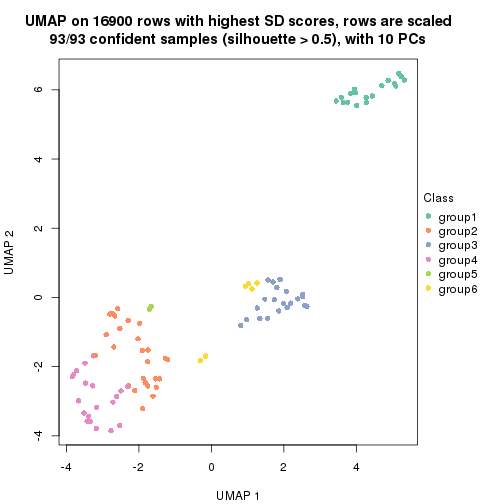 UMAP on 16900 rows with highest SD scores, rows are scaled
93/93 confident samples (silhouette > 0.5), with 10 PCs
6
4
2
0
-2
-4
UMAP 2
-4
-2
0
2
4
UMAP 1
Class
group1
group2
group3
group4
group5
group6